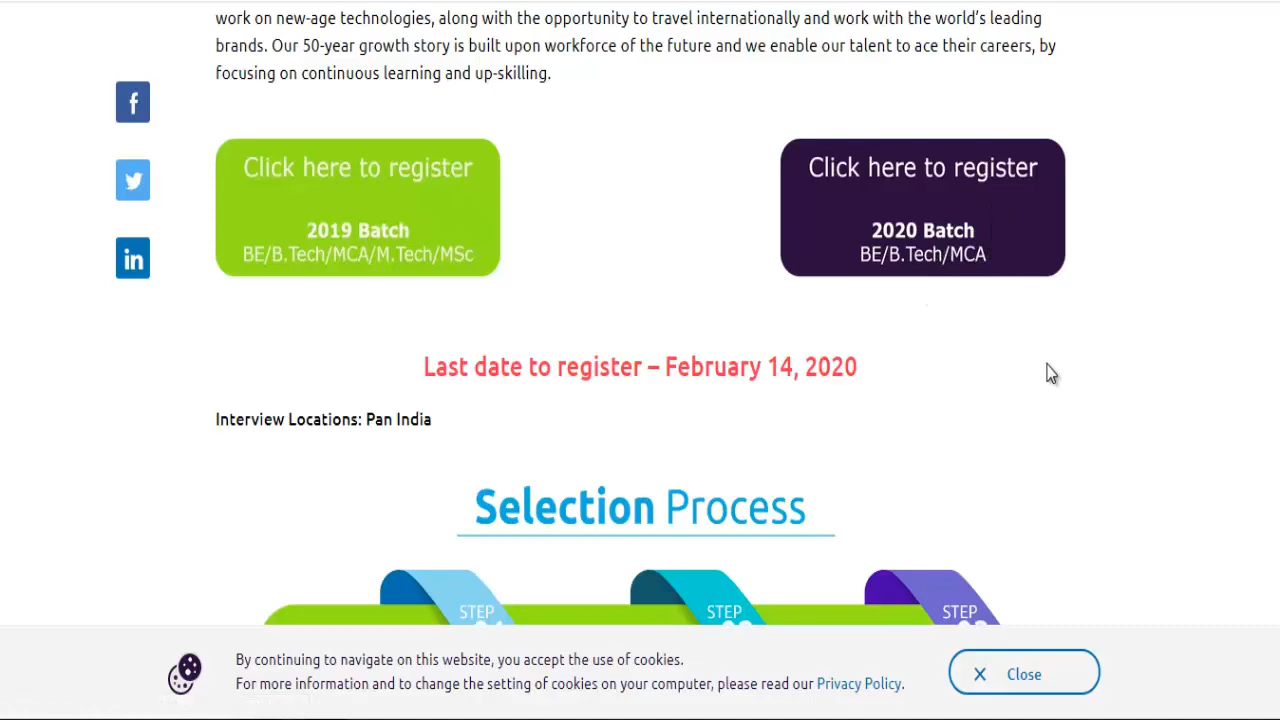 work on new-age technologies, along with the opportunity to travel internationally and work with the world's leading
brands. Our 50-year growth story is built upon workforce of the future and we enable our talent to ace their careers, by
focusing on continuous learning and up-skilling.
Click here to register
2019 Batch
BE/B.Tech/MCA/M.Tech/MSc
Click here to register
2020 Batch
BE/B.Tech/MCA
Last date to register – February 14, 2020
Interview Locations: Pan India
Selection Process
STEP
STEP
STEP
By continuing to navigate on this website, you accept the use of cookies.
For more information and to change the setting of cookies on your computer, please read our Privacy Policy.
X Close